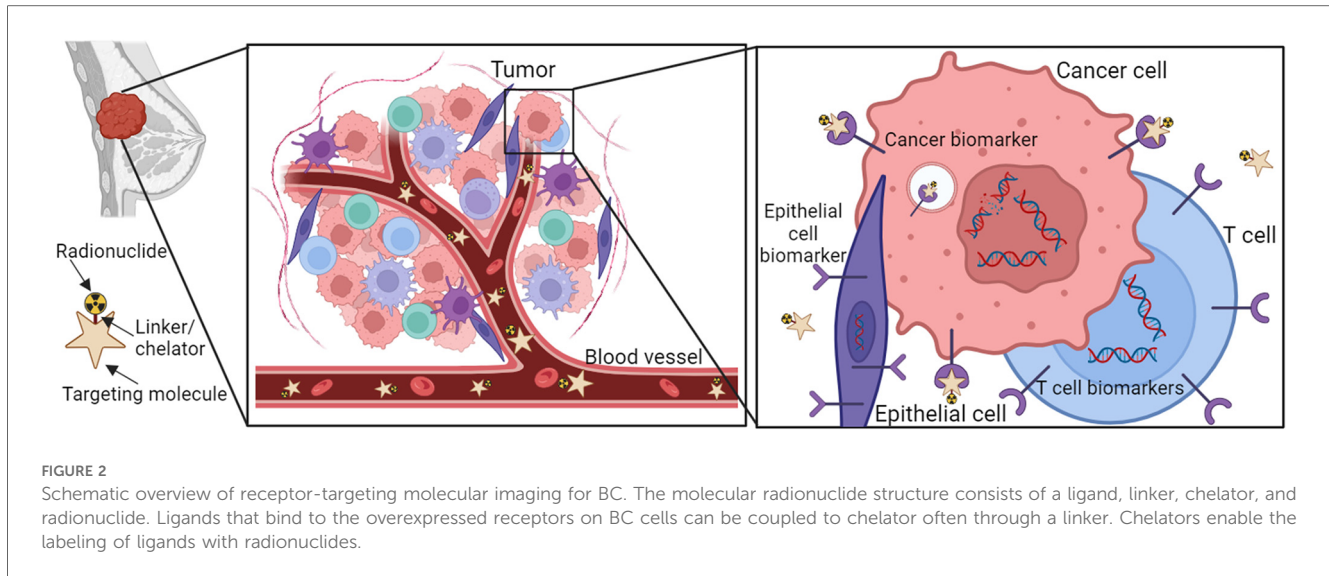 Tumor
Cancer cell
Cancer biomarker
Epithelial
cell
biomarker
T cell
Radionuclide
Linker/
chelator
Targeting molecule
Blood vessel
T cell biomarkers
Epithelial cell
FIGURE 2
Schematic overview of receptor-targeting molecular imaging for BC. The molecular radionuclide structure consists of a ligand, linker, chelator, and
radionuclide. Ligands that bind to the overexpressed receptors on BC cells can be coupled to chelator often through a linker. Chelators enable the
labeling of ligands with radionuclides.